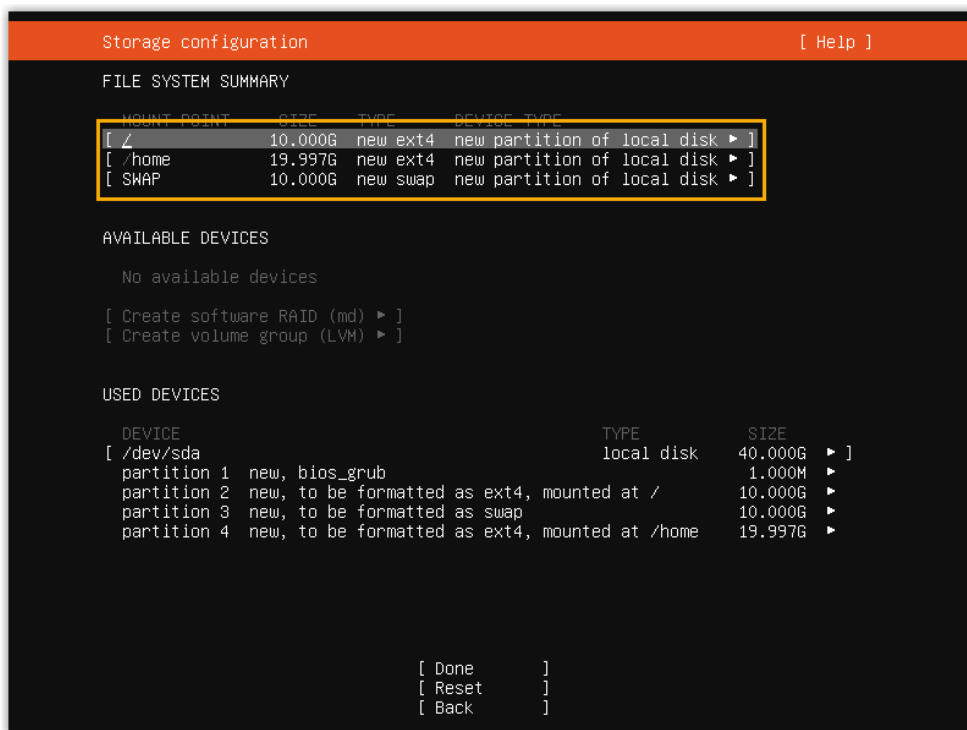 Storage configuration [ Help ]
FILE SYSTEM SUMMARY
MOUNT POINT SIZE TYPE DEVICE TYPE
[ / 10.000G new ext4 new partition of local disk ▸ ]
[ /home 19.997G new ext4 new partition of local disk ▸ ]
[ SWAP 10.000G new swap new partition of local disk ▸ ]
AVAILABLE DEVICES
No available devices
[ Create software RAID (md) ▸ ]
[ Create volume group (LVM) ▸ ]
USED DEVICES
DEVICE TYPE SIZE
[ /dev/sda local disk 40.000G ▸ ]
partition 1 new, bios_grub 1.000M ▸
partition 2 new, to be formatted as ext4, mounted at / 10.000G ▸
partition 3 new, to be formatted as swap 10.000G ▸
partition 4 new, to be formatted as ext4, mounted at /home 19.997G ▸
[ Done ]
[ Reset ]
[ Back ]